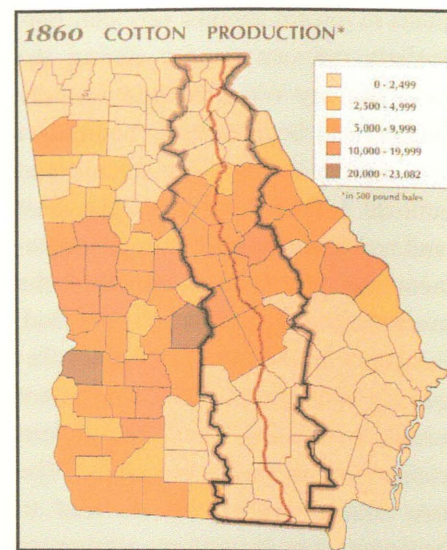 1860 COTTON PRODUCTION*
0 - 2,499
2,500 - 4,999
5,000 - 9,999
10,000 - 19,999
20,000 - 23,082
*in 500 pound bales